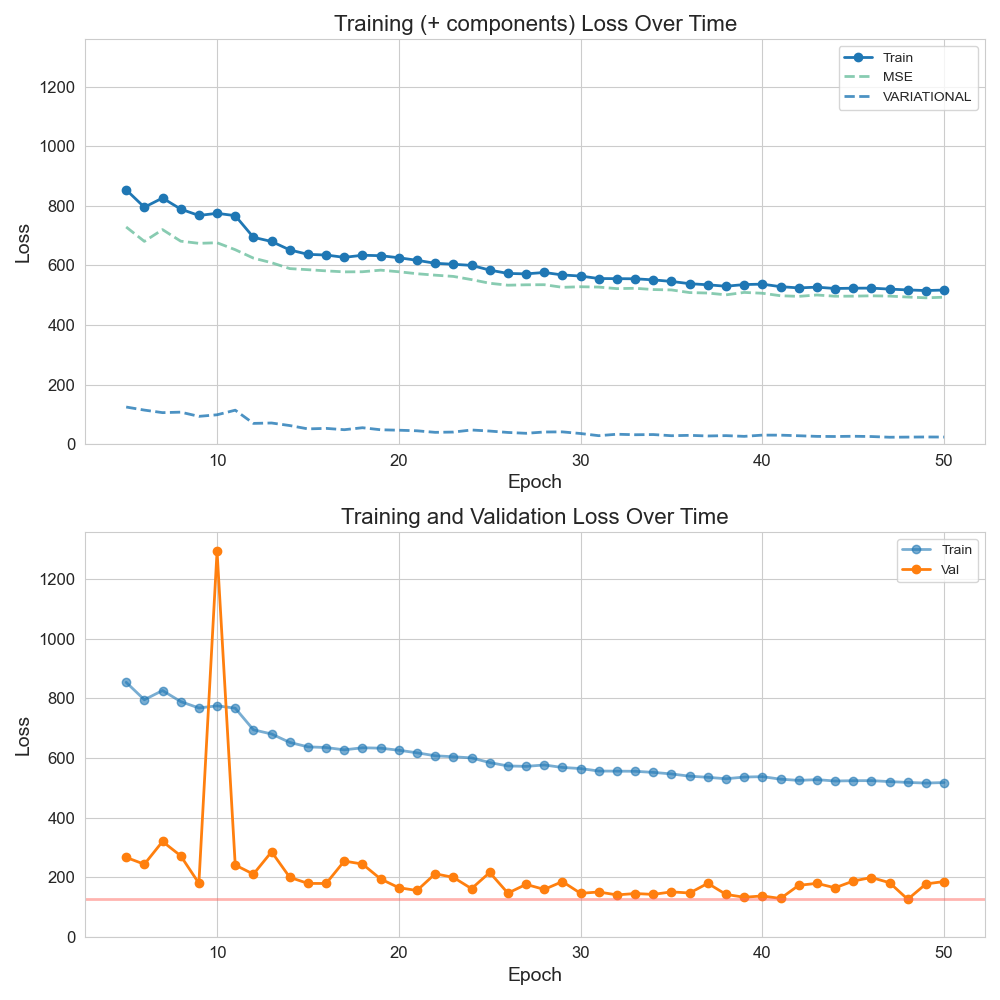 Training (+ components) Loss Over Time
Train
MSE
VARIATIONAL
Loss
1200
1000
800
600
400
200
0
10 20 30 40 50
Epoch
Training and Validation Loss Over Time
Train
Val
Loss
1200
1000
800
600
400
200
0
10 20 30 40 50
Epoch